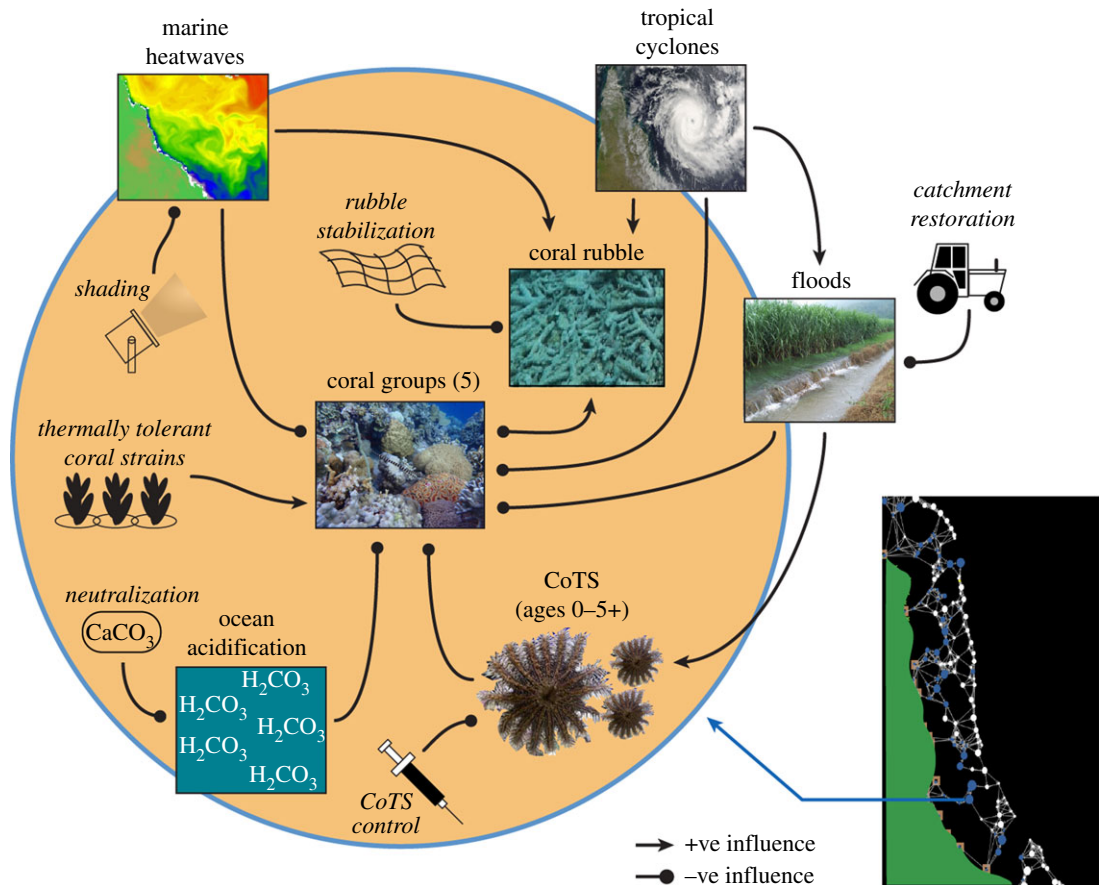 marine
heatwaves
tropical
cyclones
catchment
restoration
rubble
stabilization
coral rubble
floods
shading
coral groups (5)
thermally tolerant
coral strains
CoTS
(ages 0–5+)
neutralization
CaCO₃
ocean
acidification
H₂CO₃
H₂CO₃
H₂CO₃
H₂CO₃
H₂CO₃
CoTS
control
+ve influence
–ve influence